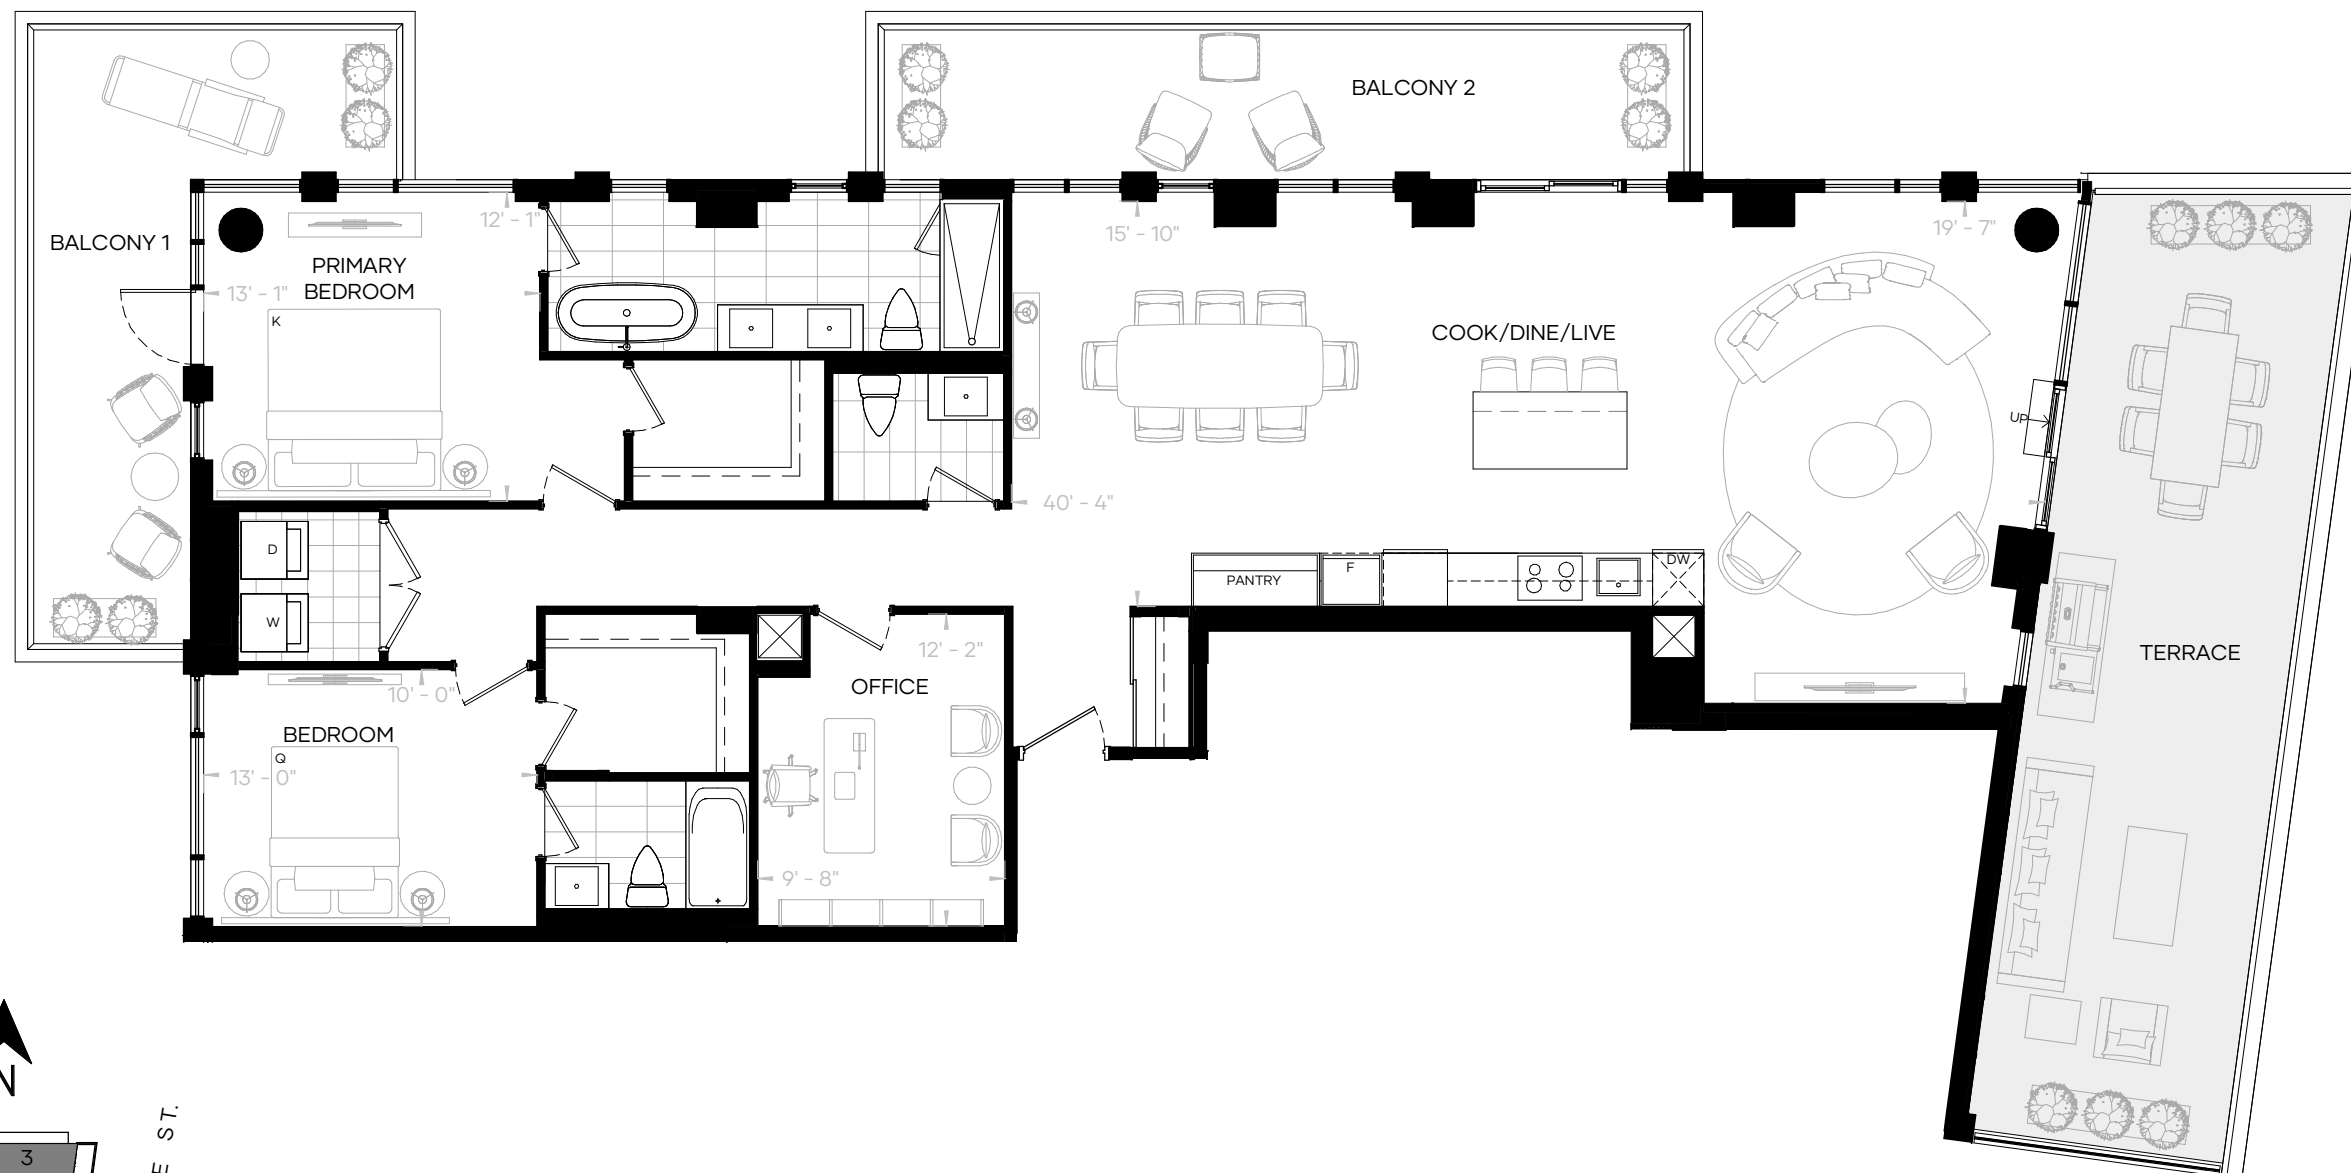 BALCONY 2
BALCONY 1
12' - 1"
15' - 10"
19' - 7"
PRIMARY
BEDROOM
13' - 1"
K
COOK/DINE/LIVE
UP
40' - 4"
D
W
PANTRY
F
DW
12' - 2"
OFFICE
TERRACE
10' - 0"
BEDROOM
Q
13' - 0"
9' - 8"
N
E ST.
3